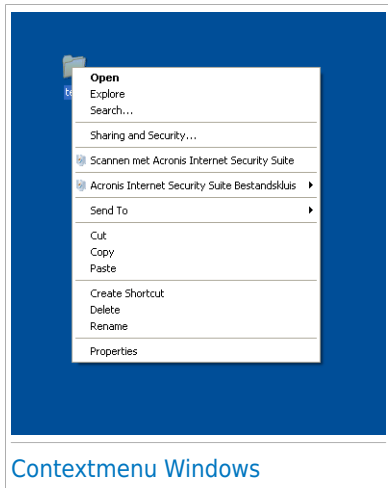 Open
Explore
Search...
Sharing and Security...
Scannen met Acronis Internet Security Suite
Acronis Internet Security Suite Bestandskluis
Send To
Cut
Copy
Paste
Create Shortcut
Delete
Rename
Properties
Contextmenu Windows